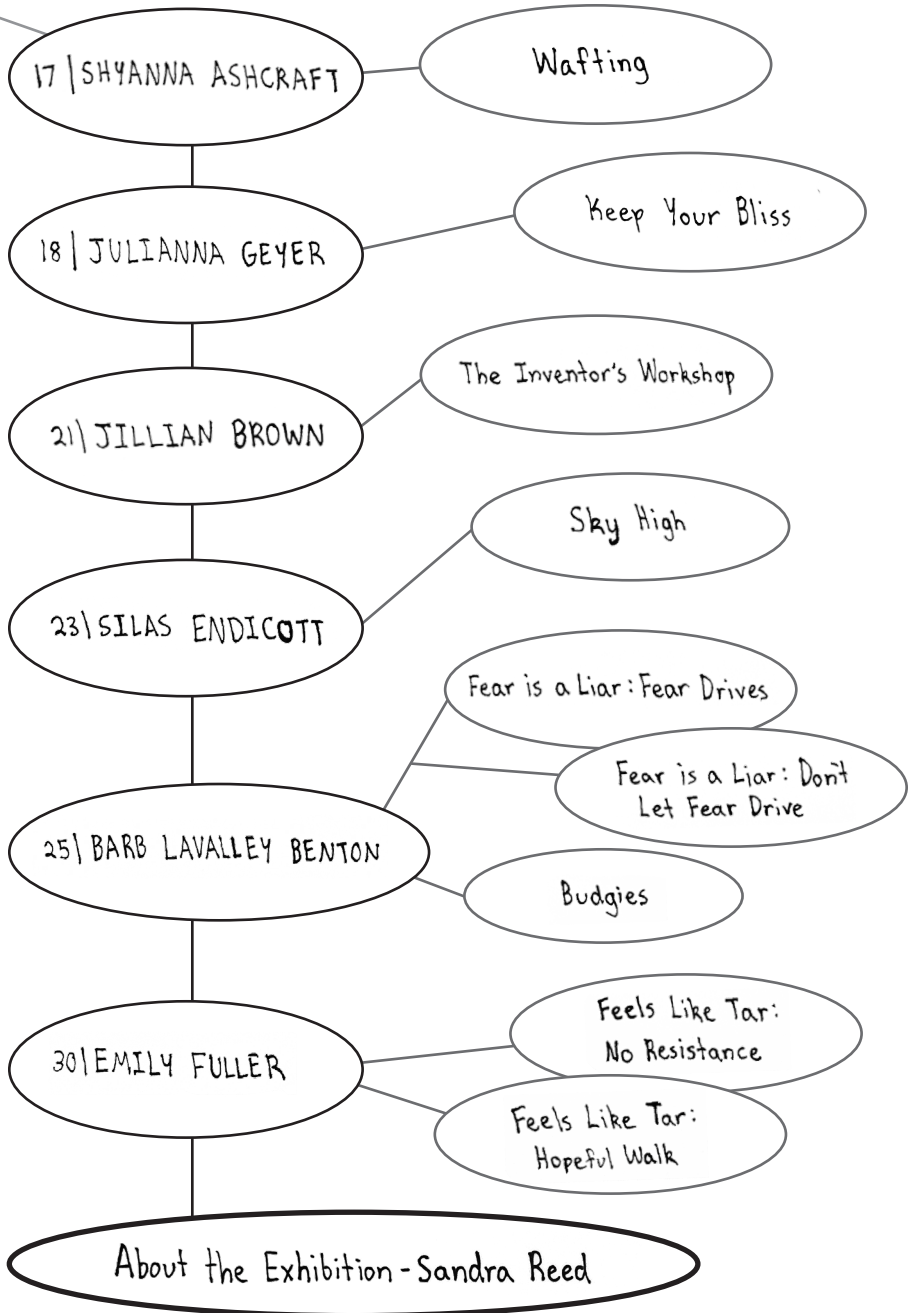 17 | SHYANNA ASHCRAFT
Wafting
18 | JULIANNA GEYER
Keep Your Bliss
21 | JILLIAN BROWN
The Inventor's Workshop
23 | SILAS ENDICOTT
Sky High
25 | BARB LAVALLEY BENTON
Fear is a Liar: Fear Drives
Fear is a Liar: Don't
Let Fear Drive
Budgies
30 | EMILY FULLER
Feels Like Tar:
No Resistance
Feels Like Tar:
Hopeful Walk
About the Exhibition - Sandra Reed